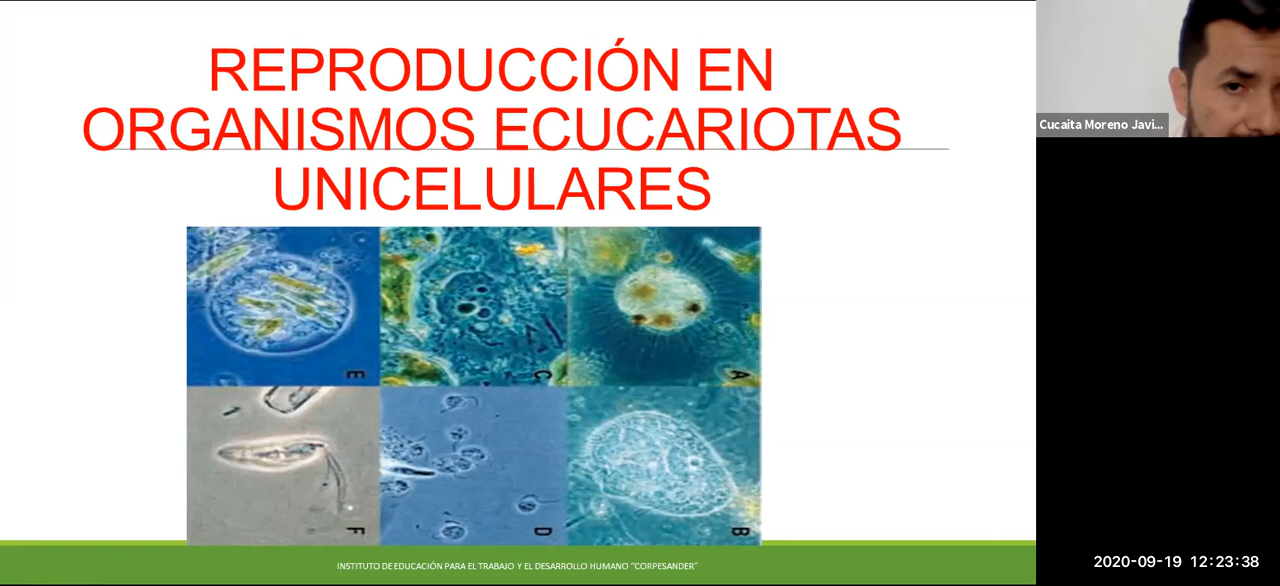 REPRODUCCIÓN EN
ORGANISMOS ECUCARIOTAS
UNICELULARES
Cucaita Moreno Javi...
E
C
A
F
D
B
INSTITUTO DE EDUCACIÓN PARA EL TRABAJO Y EL DESARROLLO HUMANO "CORPESANDER"
2020-09-19 12:23:38